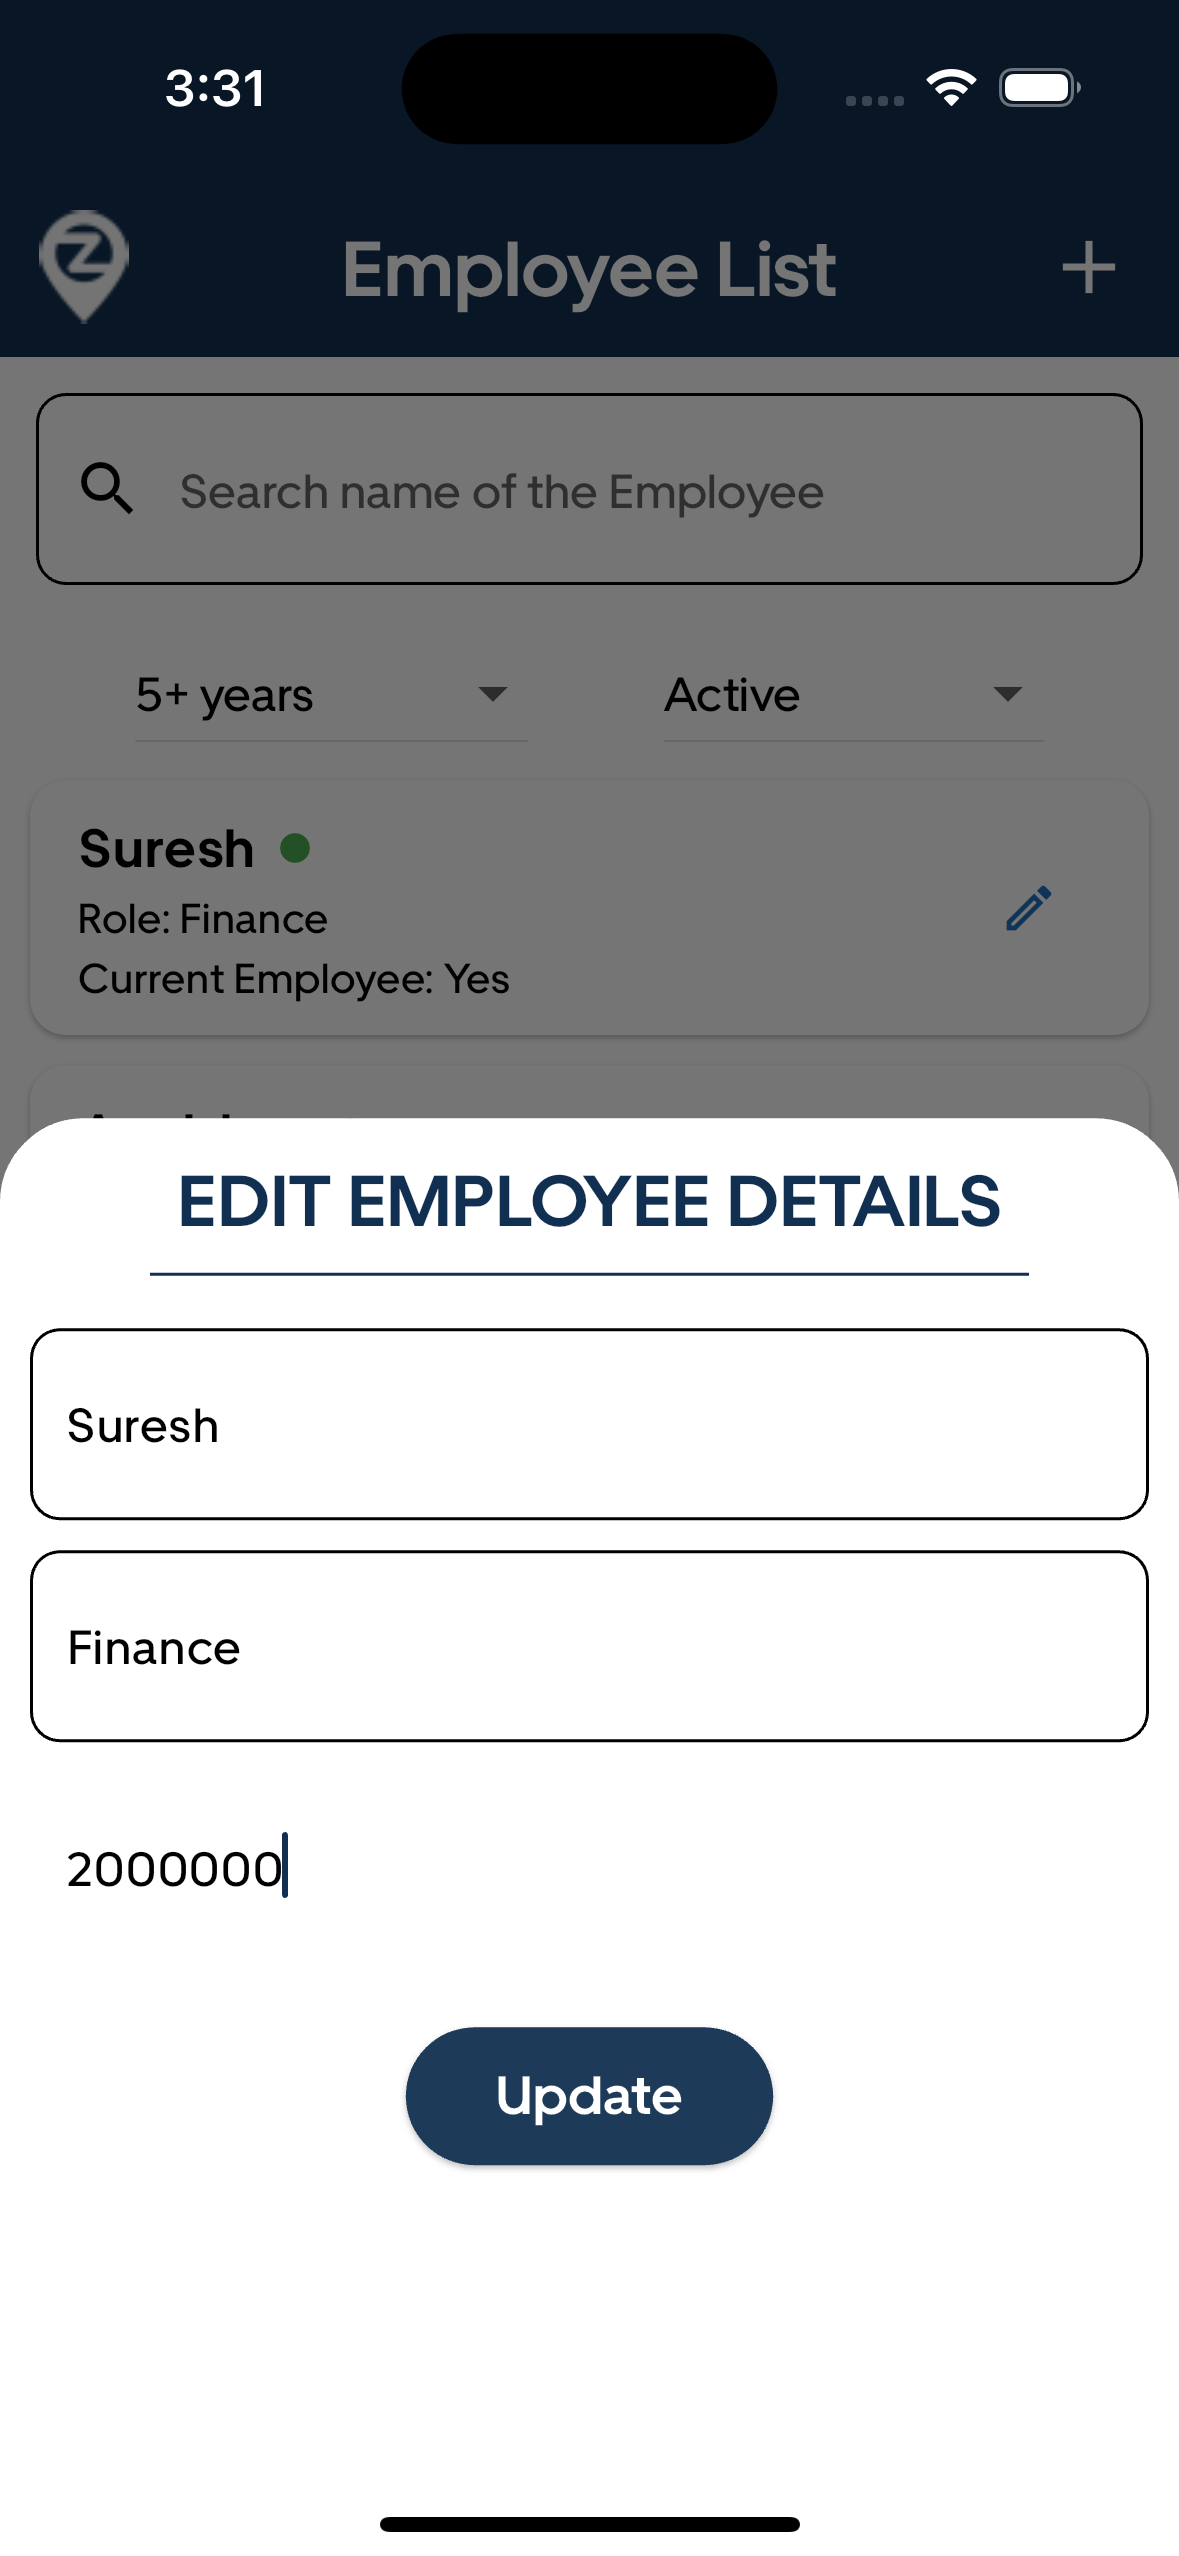 3:31
Z
Employee List
Search name of the Employee
5+ years
Active
Suresh
Role: Finance
Current Employee: Yes
EDIT EMPLOYEE DETAILS
Suresh
Finance
2000000
Update